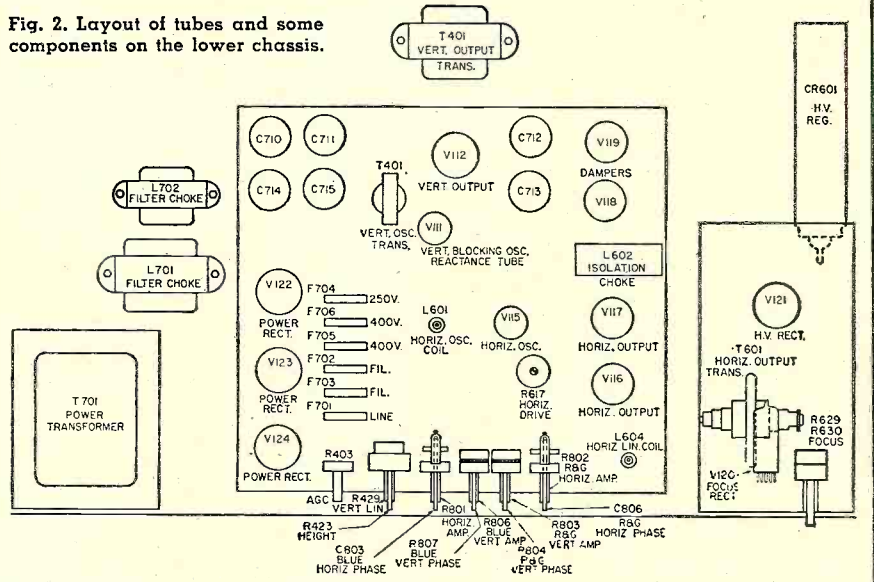 Fig. 2. Layout of tubes and some
components on the lower chassis.
T401
VERT. OUTPUT
TRANS.
CR601
H.V.
REG.
C710
C711
V112
VERT OUTPUT
C712
V119
DAMPERS
L702
FILTER CHOKE
C714
C715
T401
VERT. OSC.
TRANS.
C713
V118
V111
VERT. BLOCKING OSC.
REACTANCE TUBE
L602
ISOLATION
CHOKE
L701
FILTER CHOKE
V122
POWER
RECT.
F704
250V.
F706
400V.
F705
400V.
F702
FIL.
F703
FIL.
F701
LINE
L601
HORIZ. OSC.
COIL
V115
HORIZ. OSC.
V117
HORIZ. OUTPUT
V121
H.V. RECT.
T601
HORIZ. OUTPUT
TRANS.
V123
POWER
RECT.
R617
HORIZ.
DRIVE
V116
HORIZ. OUTPUT
T701
POWER
TRANSFORMER
R629
R630
FOCUS
V124
POWER RECT.
R403
AGC
L604
HORIZ LIN. COIL
V120
FOCUS
RECT.
R802
R&G
HORIZ. AMP.
R429
VERT LIN.
R423
HEIGHT
C803
BLUE
HORIZ PHASE
R807
BLUE
VERT PHASE
R801
HORIZ.
AMP.
R806
BLUE
VERT AMP
R804
R&G
VERT PHASE
R803
R&G
VERT AMP
C806
R&G
HORIZ PHASE